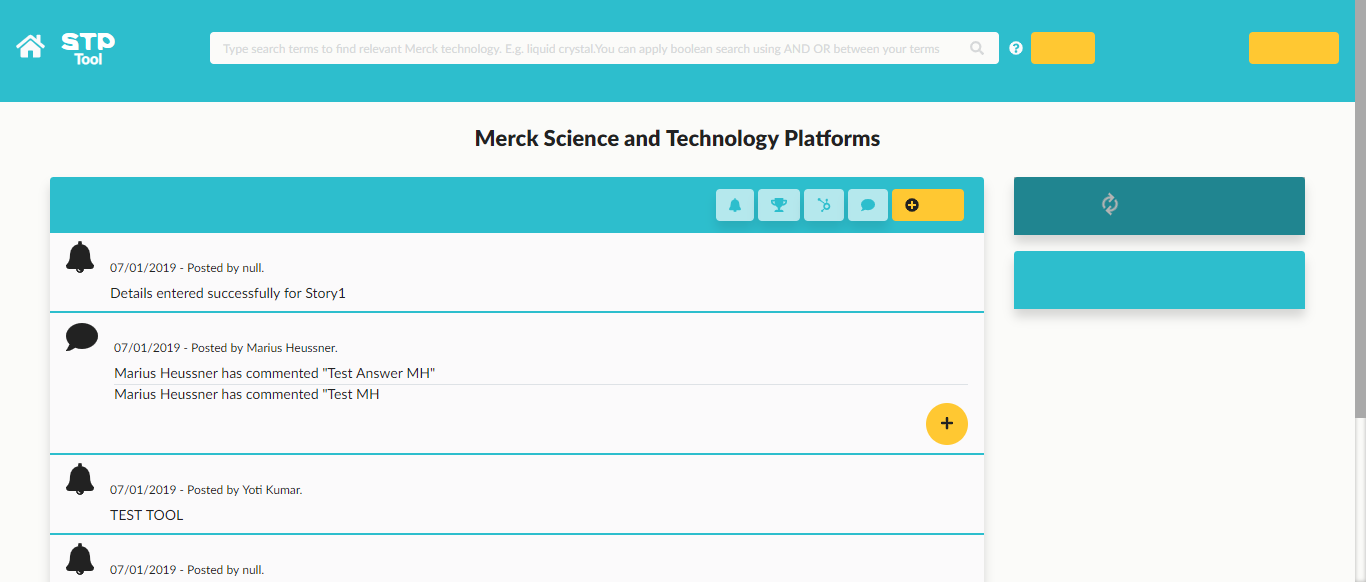 STP
Tool
Type search terms to find relevant Merck technology. E.g. liquid crystal.You can apply boolean search using AND OR between your terms
Merck Science and Technology Platforms
07/01/2019 - Posted by null.
Details entered successfully for Story1
07/01/2019 - Posted by Marius Heussner.
Marius Heussner has commented "Test Answer MH"
Marius Heussner has commented "Test MH
07/01/2019 - Posted by Yoti Kumar.
TEST TOOL
07/01/2019 - Posted by null.